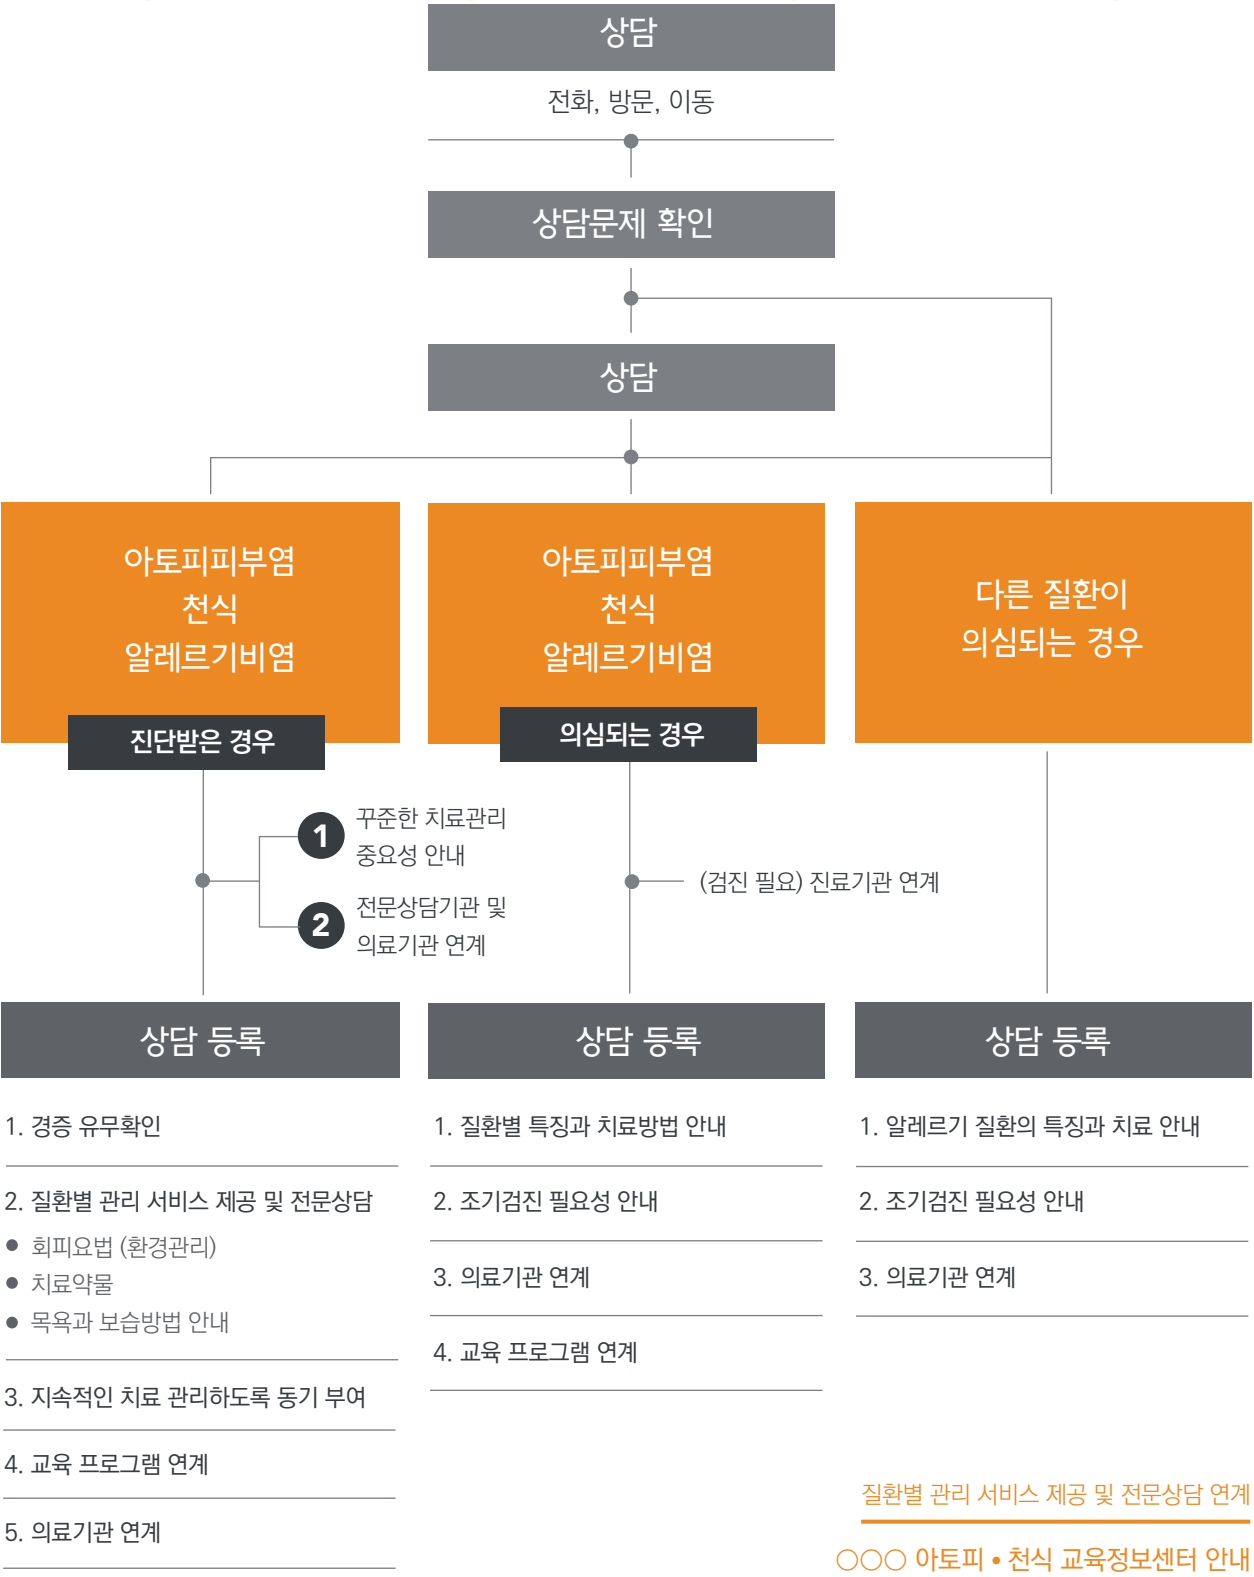 상담
전화, 방문, 이동
상담문제 확인
상담
아토피피부염
천식
알레르기비염
진단받은 경우
1 꾸준한 치료관리
중요성 안내
2 전문상담기관 및
의료기관 연계
아토피피부염
천식
알레르기비염
의심되는 경우
(검진 필요) 진료기관 연계
다른 질환이
의심되는 경우
상담 등록
1. 경증 유무확인
2. 질환별 관리 서비스 제공 및 전문상담
● 회피요법 (환경관리)
● 치료약물
● 목욕과 보습방법 안내
3. 지속적인 치료 관리하도록 동기 부여
4. 교육 프로그램 연계
5. 의료기관 연계
상담 등록
1. 질환별 특징과 치료방법 안내
2. 조기검진 필요성 안내
3. 의료기관 연계
4. 교육 프로그램 연계
상담 등록
1. 알레르기 질환의 특징과 치료 안내
2. 조기검진 필요성 안내
3. 의료기관 연계
질환별 관리 서비스 제공 및 전문상담 연계
○○○ 아토피 • 천식 교육정보센터 안내